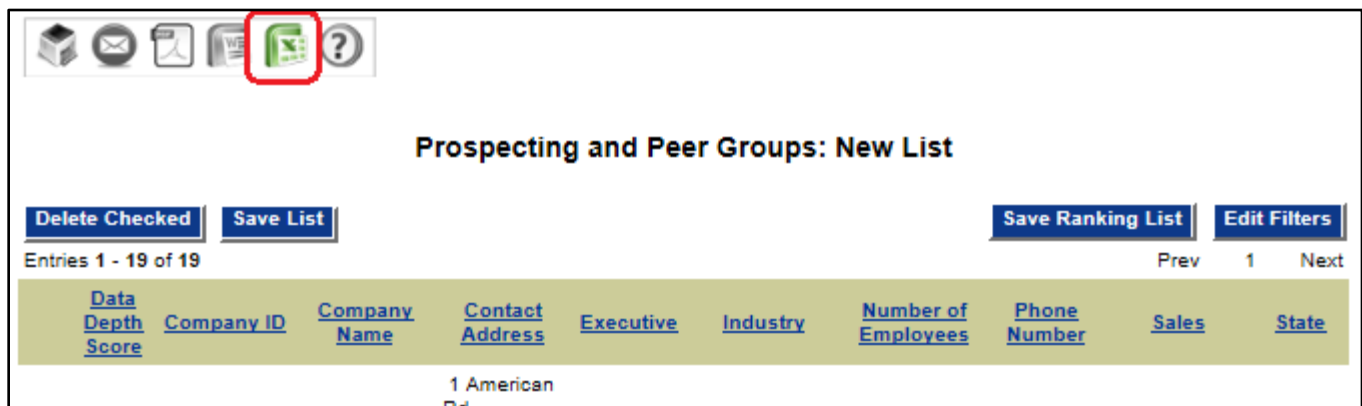 Prospecting and Peer Groups: New List
Delete Checked Save List Save Ranking List Edit Filters
Entries 1 - 19 of 19 Prev 1 Next
Data Depth Score Company ID Company Name Contact Address Executive Industry Number of Employees Phone Number Sales State
1 American